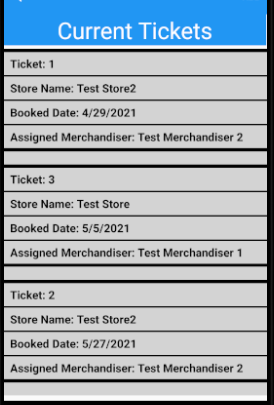 Current Tickets
Ticket: 1
Store Name: Test Store2
Booked Date: 4/29/2021
Assigned Merchandiser: Test Merchandiser 2
Ticket: 3
Store Name: Test Store
Booked Date: 5/5/2021
Assigned Merchandiser: Test Merchandiser 1
Ticket: 2
Store Name: Test Store2
Booked Date: 5/27/2021
Assigned Merchandiser: Test Merchandiser 2